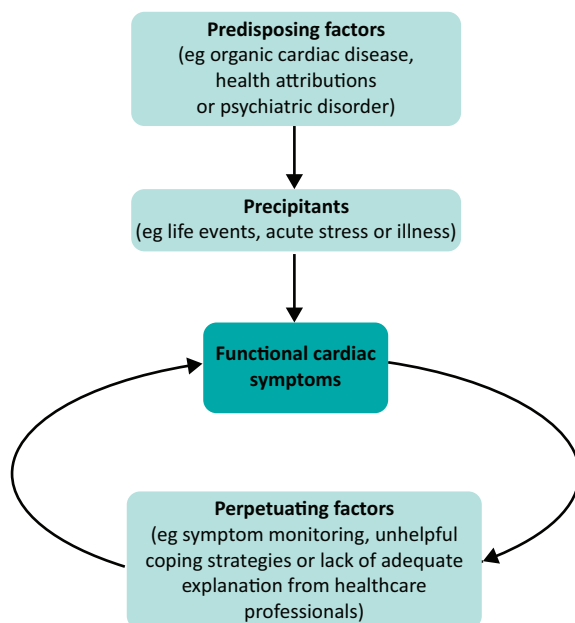 Predisposing factors
(eg organic cardiac disease,
health attributions
or psychiatric disorder)
Precipitants
(eg life events, acute stress or illness)
Functional cardiac
symptoms
Perpetuating factors
(eg symptom monitoring, unhelpful
coping strategies or lack of adequate
explanation from healthcare
professionals)